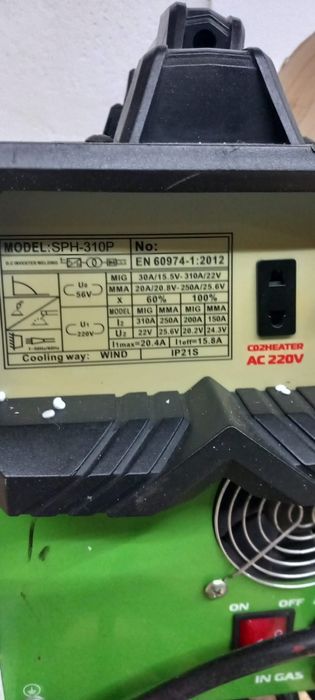 MODEL:SPH-310P No:
D.C INVERTER WELDING EN 60974-1:2012
U₀ 56V MIG 30A/15.5V- 310A/22V
MMA 20A/20.8V- 250A/25.6V
X 60% 100%
MODEL MIG MMA MIG MMA
U₁ 220V I₂ 310A 250A 200A 150A
U₂ 22V 25.6V 20.2V 24.3V
1~50Hz/60Hz I₁max=20.4A I₁eff=15.8A
Cooling way: WIND IP21S
CO2HEATER
AC 220V
ON OFF
IN GAS